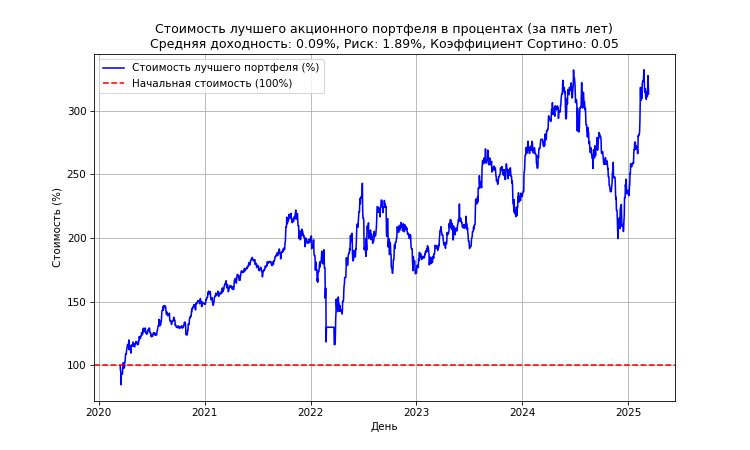 Стоимость лучшего акционного портфеля в процентах (за пять лет)
Средняя доходность: 0.09%, Риск: 1.89%, Коэффициент Сортино: 0.05
Стоимость лучшего портфеля (%)
Начальная стоимость (100%)
Стоимость (%)
300
250
200
150
100
2020 2021 2022 2023 2024 2025
День